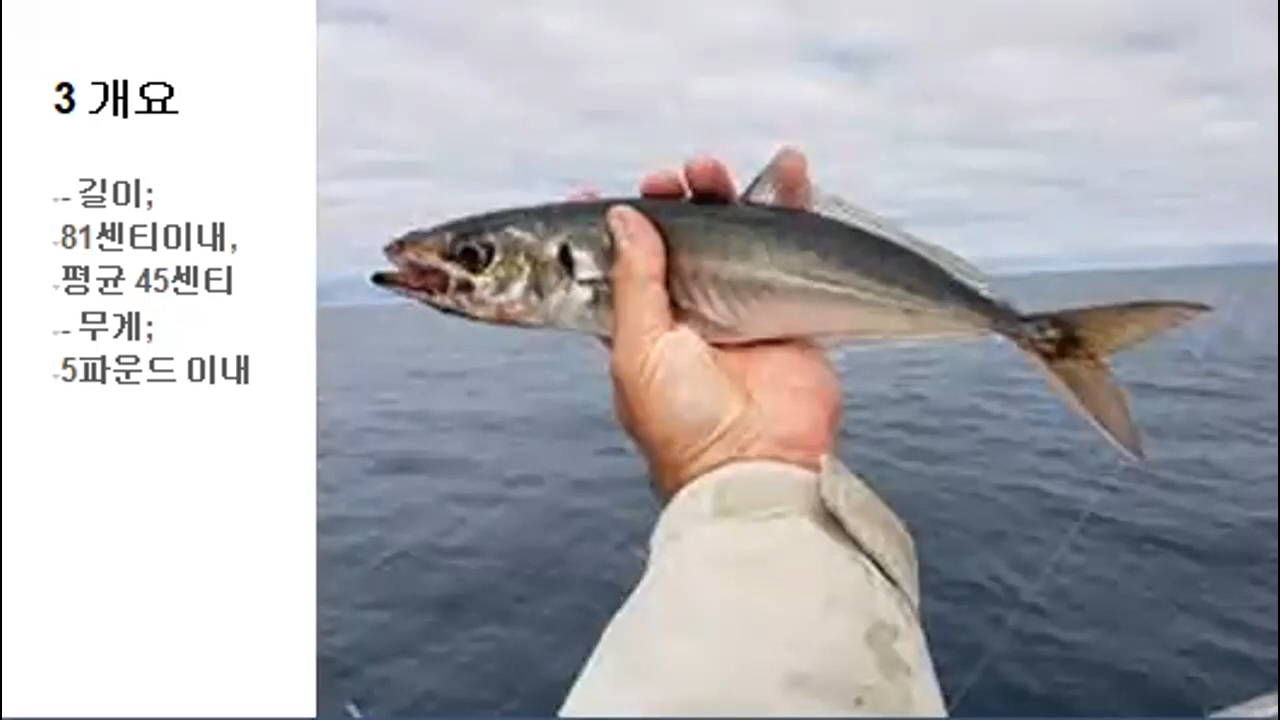 3 개요
-- 길이;
-81센티이내,
-평균 45센티
-- 무게;
-5파운드 이내